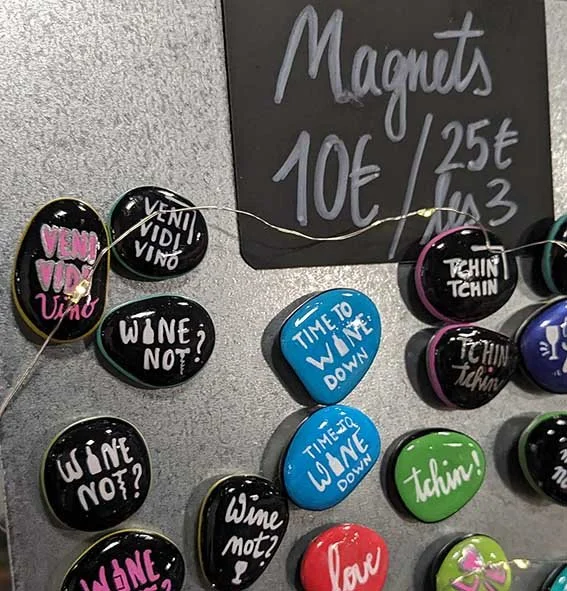 Magnets
10€ / 25€
les 3
VENI
VIDI
Vino
VENI
VIDI
VINO
WINE
NOT?
TIME TO
WINE
DOWN
TCHIN
TCHIN
TCHIN
tchin
WINE
NOT?
TIME TO
WINE
DOWN
tchin!
Wine
not?
love
WINE